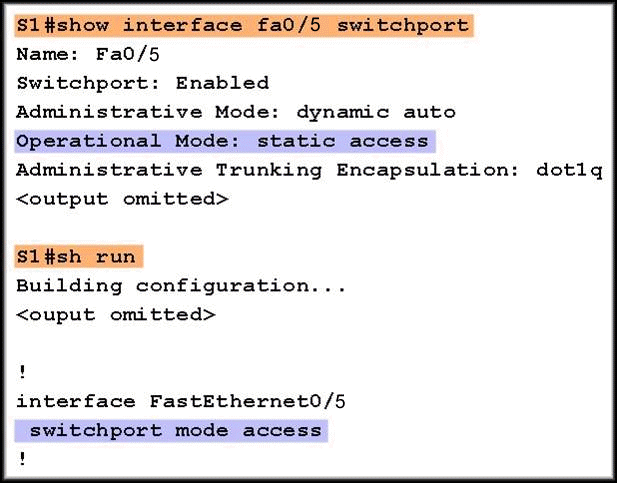 S1#show interface fa0/5 switchport
Name: Fa0/5
Switchport: Enabled
Administrative Mode: dynamic auto
Operational Mode: static access
Administrative Trunking Encapsulation: dot1q
<output omitted>
S1#sh run
Building configuration...
<ouput omitted>
!
interface FastEthernet0/5
switchport mode access
!